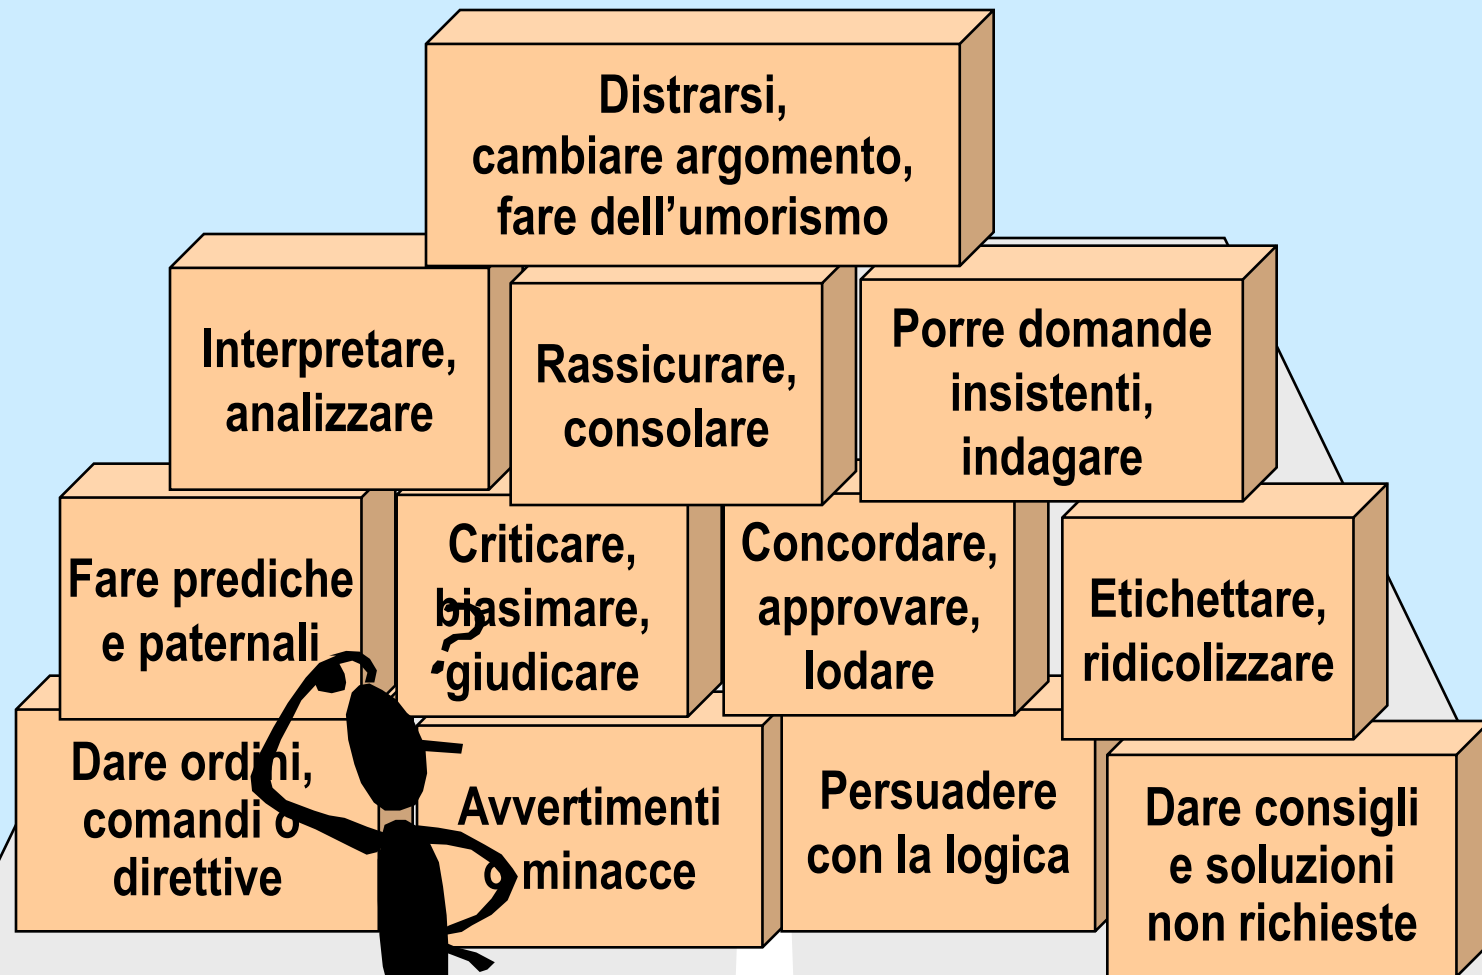 Distrarsi,
cambiare argomento,
fare dell’umorismo
Interpretare,
analizzare
Rassicurare,
consolare
Porre domande
insistenti,
indagare
Fare prediche
e paternali
Criticare,
biasimare,
giudicare
Concordare,
approvare,
lodare
Etichettare,
ridicolizzare
?
Dare ordini,
comandi o
direttive
Avvertimenti
o minacce
Persuadere
con la logica
Dare consigli
e soluzioni
non richieste